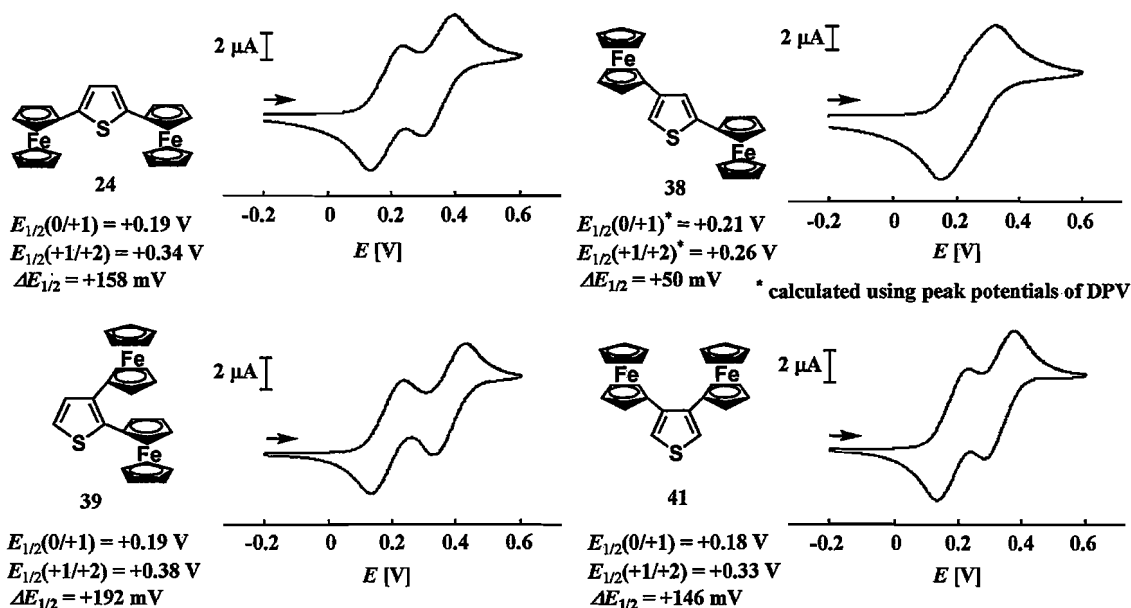 2 μA
Fe
S
Fe
24
-0.2 0 0.2 0.4 0.6
E [V]
E1/2(0/+1) = +0.19 V
E1/2(+1/+2) = +0.34 V
ΔE1/2 = +158 mV
2 μA
Fe
S
Fe
38
-0.2 0 0.2 0.4 0.6
E [V]
E1/2(0/+1)* = +0.21 V
E1/2(+1/+2)* = +0.26 V
ΔE1/2 = +50 mV
* calculated using peak potentials of DPV
2 μA
Fe
S
Fe
39
-0.2 0 0.2 0.4 0.6
E [V]
E1/2(0/+1) = +0.19 V
E1/2(+1/+2) = +0.38 V
ΔE1/2 = +192 mV
2 μA
Fe Fe
S
41
-0.2 0 0.2 0.4 0.6
E [V]
E1/2(0/+1) = +0.18 V
E1/2(+1/+2) = +0.33 V
ΔE1/2 = +146 mV